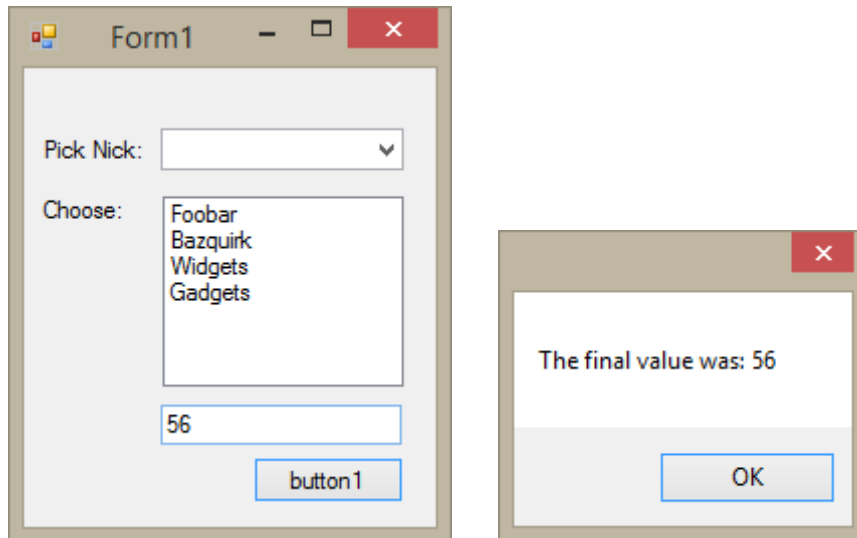 Form1
Pick Nick:
Choose:
Foobar
Bazquirk
Widgets
Gadgets
56
button1
The final value was: 56
OK